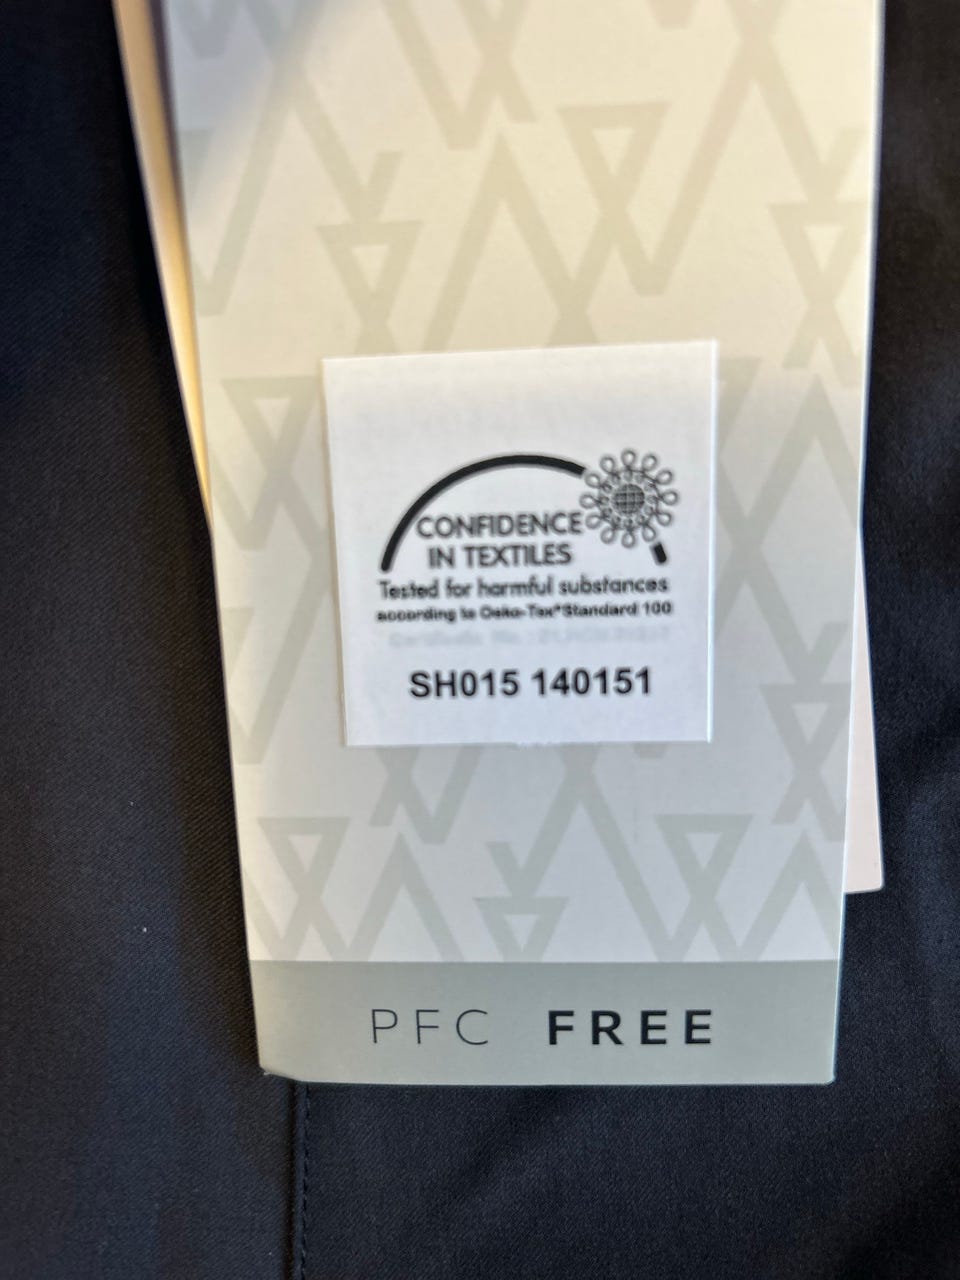 CONFIDENCE
IN TEXTILES
Tested for harmful substances
according to Oeko-Tex® Standard 100
SH015 140151
PFC FREE